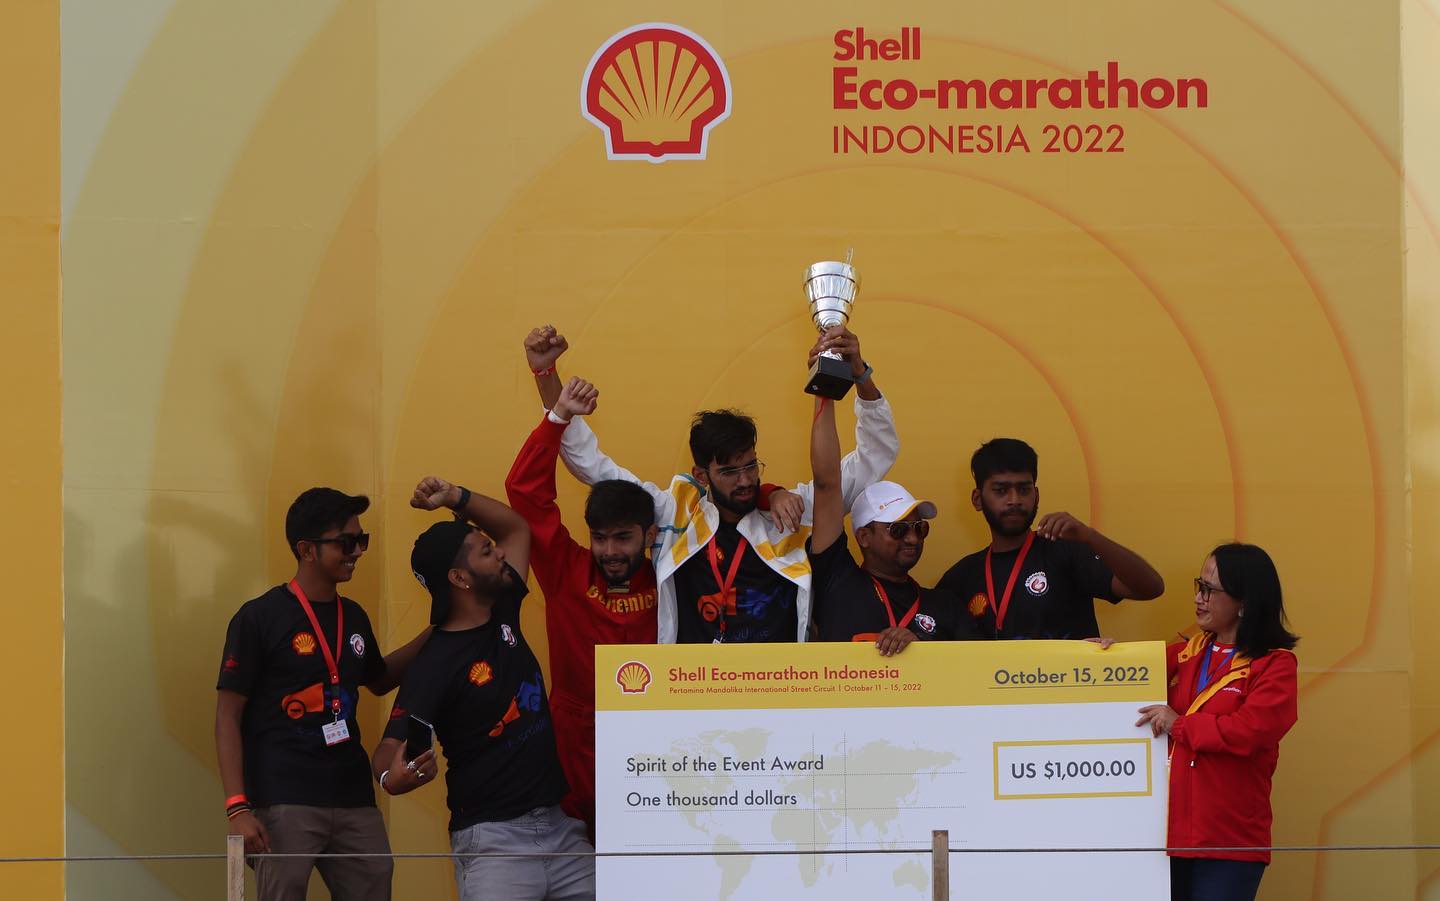 Shell
Eco-marathon
INDONESIA 2022
Shell Eco-marathon Indonesia
Pertamina Mandalika International Street Circuit | October 11 - 15, 2022
October 15, 2022
Spirit of the Event Award
US $1,000.00
One thousand dollars